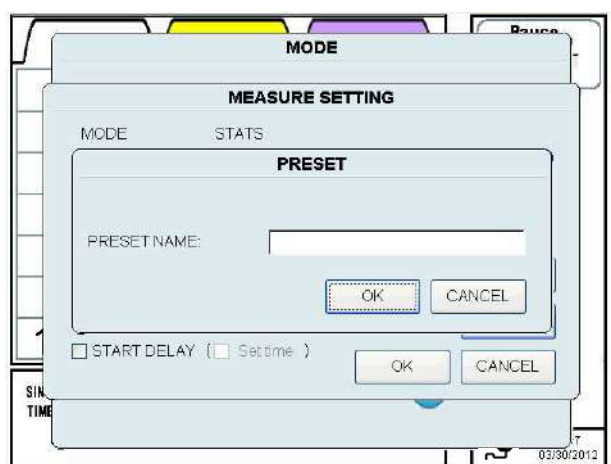 Pause
MODE
MEASURE SETTING
MODE STATS
PRESET
PRESET NAME:
OK CANCEL
START DELAY ( Set time )
OK CANCEL
SIN
TIME
03/30/2012